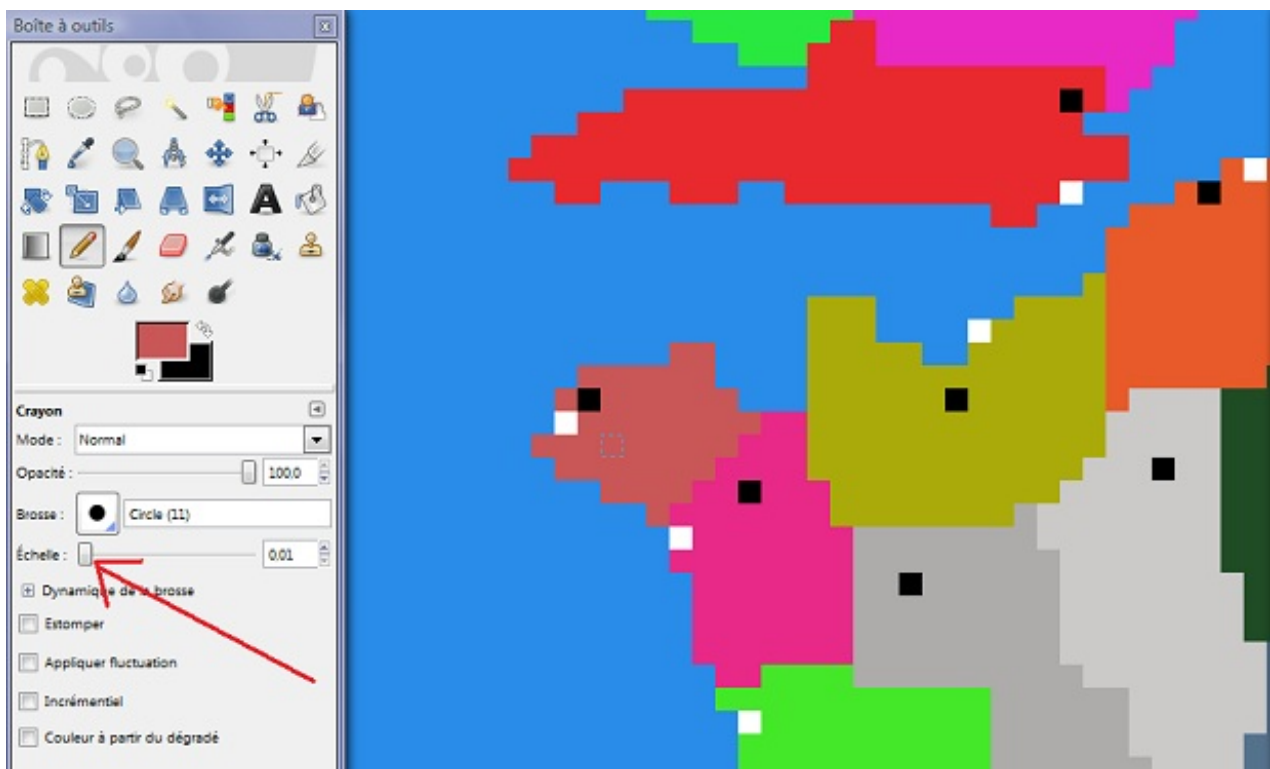 Boîte à outils
Crayon
Mode : Normal
Opacité : 100,0
Brosse : Circle (11)
Échelle : 0,01
Dynamique de la brosse
Estomper
Appliquer fluctuation
Incrémentiel
Couleur à partir du dégradé